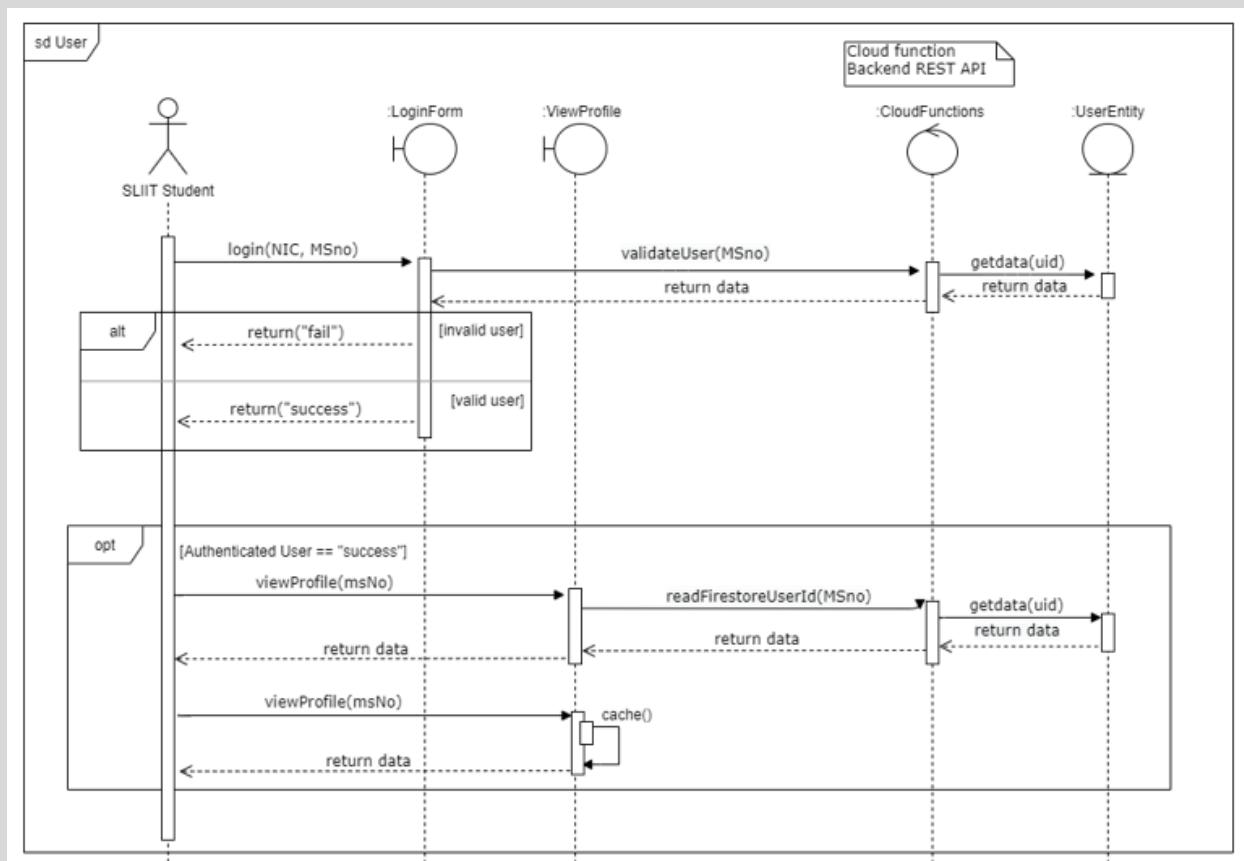 sd User
Cloud function
Backend REST API
:LoginForm
:ViewProfile
:CloudFunctions
:UserEntity
SLIIT Student
login(NIC, MSno)
validateUser(MSno)
getdata(uid)
return data
return data
alt
return("fail")
[invalid user]
return("success")
[valid user]
opt
[Authenticated User == "success"]
viewProfile(msNo)
readFirestoreUserId(MSno)
getdata(uid)
return data
return data
return data
viewProfile(msNo)
cache()
return data